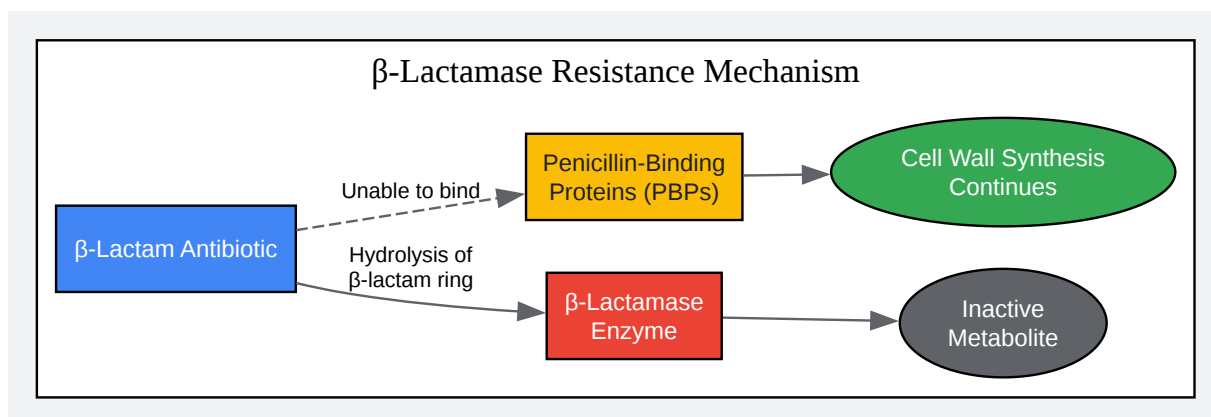 β-Lactamase Resistance Mechanism
β-Lactam Antibiotic
Unable to bind
Penicillin-Binding
Proteins (PBPs)
Cell Wall Synthesis
Continues
Hydrolysis of
β-lactam ring
β-Lactamase
Enzyme
Inactive
Metabolite